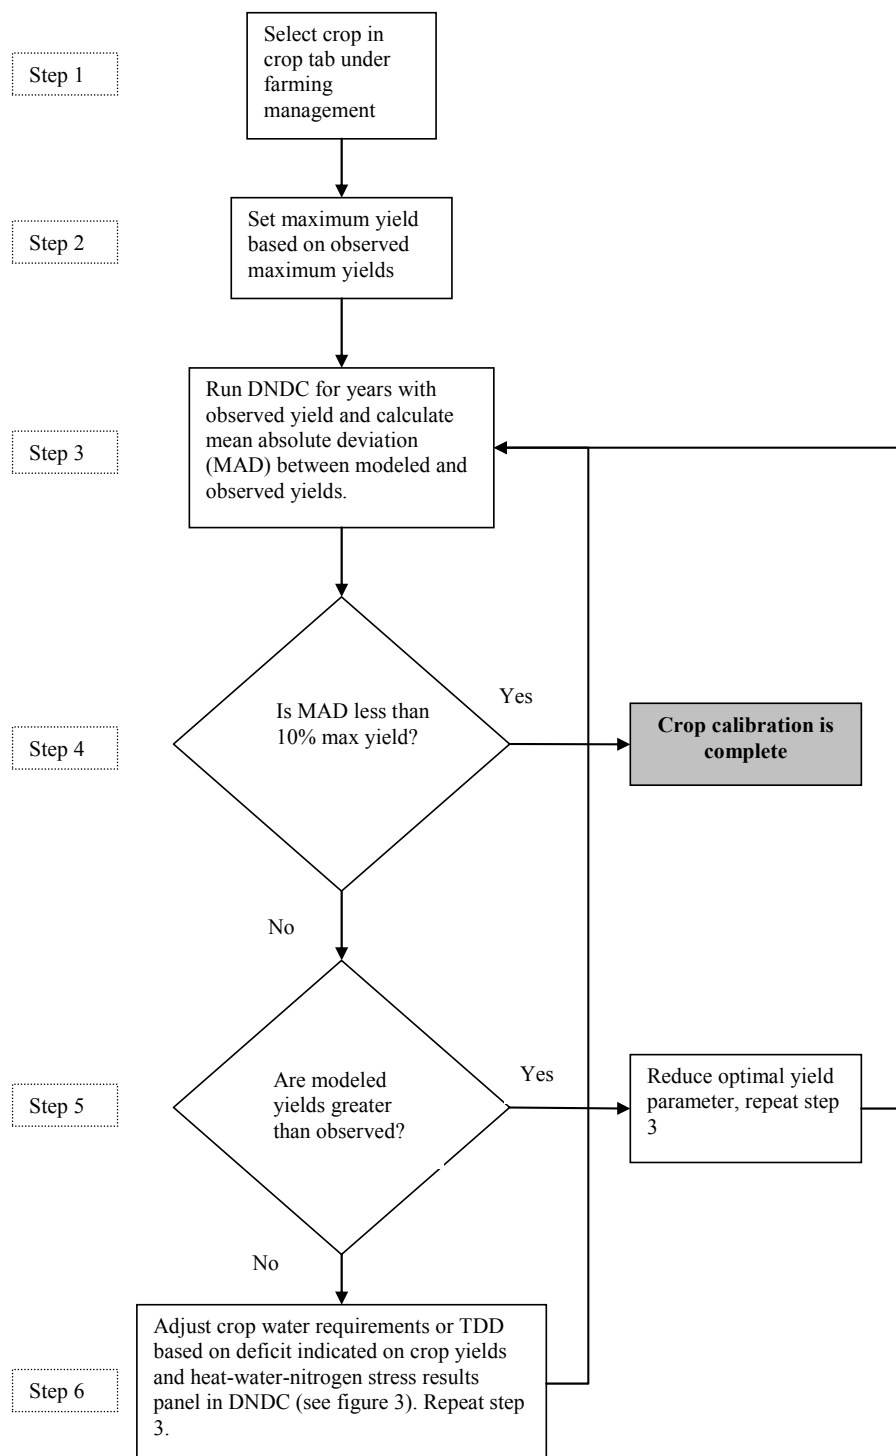 Step 1
Select crop in
crop tab under
farming
management
Step 2
Set maximum yield
based on observed
maximum yields
Step 3
Run DNDC for years with
observed yield and calculate
mean absolute deviation
(MAD) between modeled and
observed yields.
Step 4
Is MAD less than
10% max yield?
Yes
Crop calibration is
complete
No
Step 5
Are modeled
yields greater
than observed?
Yes
Reduce optimal yield
parameter, repeat step
3
No
Step 6
Adjust crop water requirements or TDD
based on deficit indicated on crop yields
and heat-water-nitrogen stress results
panel in DNDC (see figure 3). Repeat step
3.